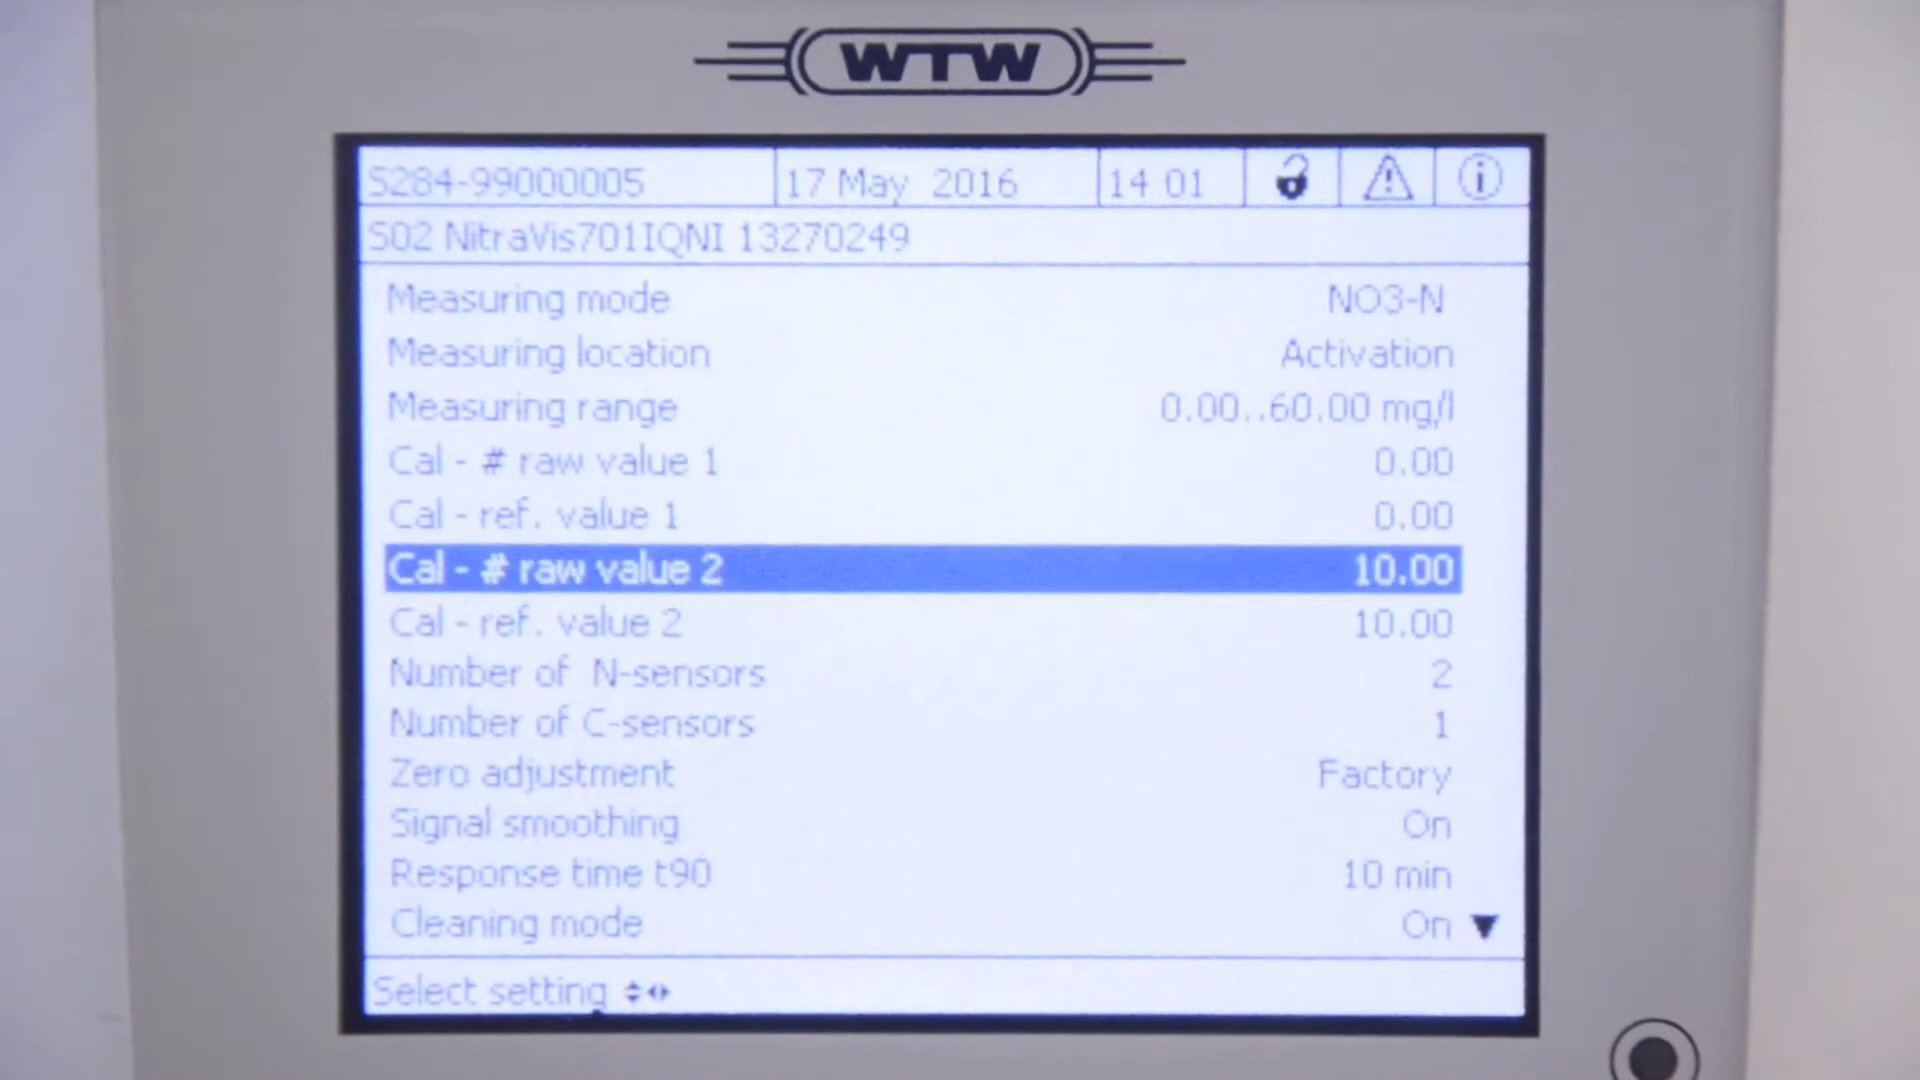 WTW
S284-99000005 17 May 2016 14 01
S02 NitraVis701IQNI 13270249
Measuring mode NO3-N
Measuring location Activation
Measuring range 0.00..60.00 mg/l
Cal - # raw value 1 0.00
Cal - ref. value 1 0.00
Cal - # raw value 2 10.00
Cal - ref. value 2 10.00
Number of N-sensors 2
Number of C-sensors 1
Zero adjustment Factory
Signal smoothing On
Response time t90 10 min
Cleaning mode On
Select setting